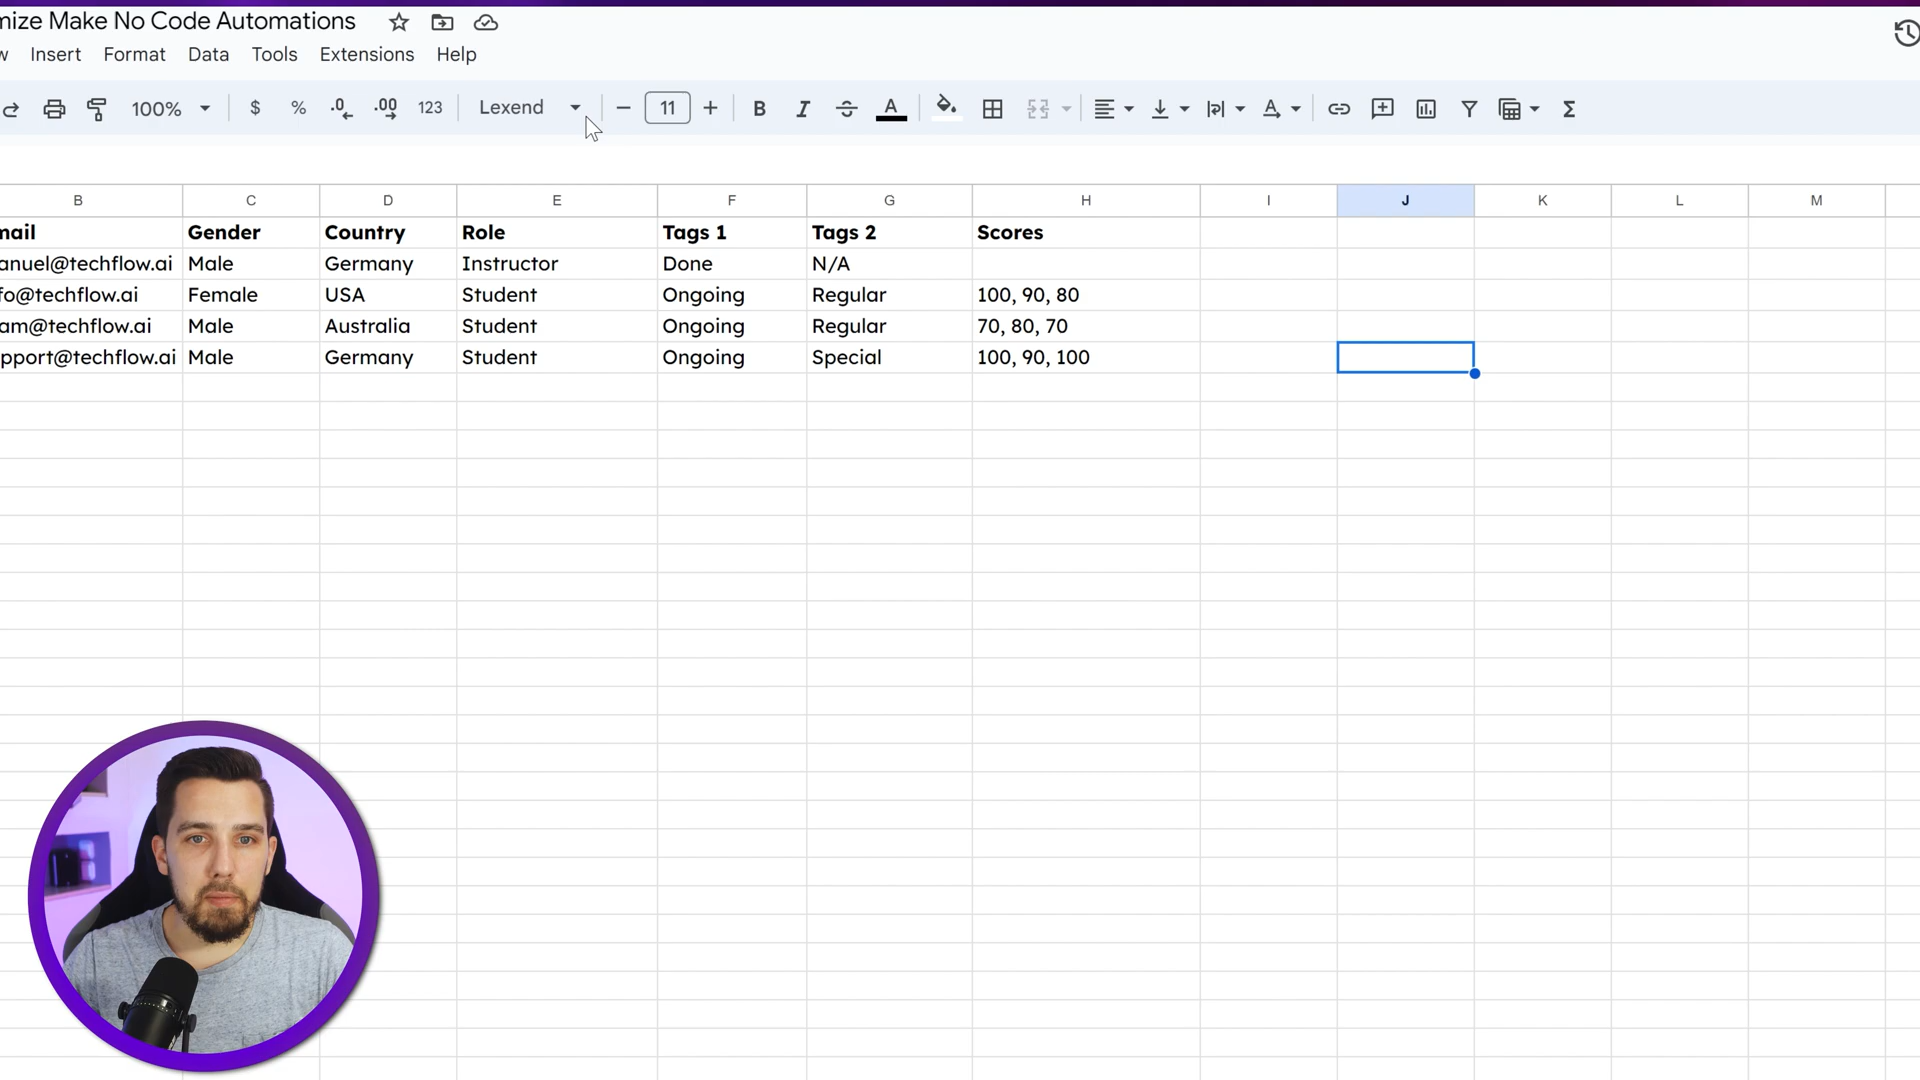 mize Make No Code Automations
w Insert Format Data Tools Extensions Help
100% $ % .0 .00 123 Lexend 11 B I A A
B C D E F G H I J K L M
mail Gender Country Role Tags 1 Tags 2 Scores
anuel@techflow.ai Male Germany Instructor Done N/A
fo@techflow.ai Female USA Student Ongoing Regular 100, 90, 80
am@techflow.ai Male Australia Student Ongoing Regular 70, 80, 70
pport@techflow.ai Male Germany Student Ongoing Special 100, 90, 100